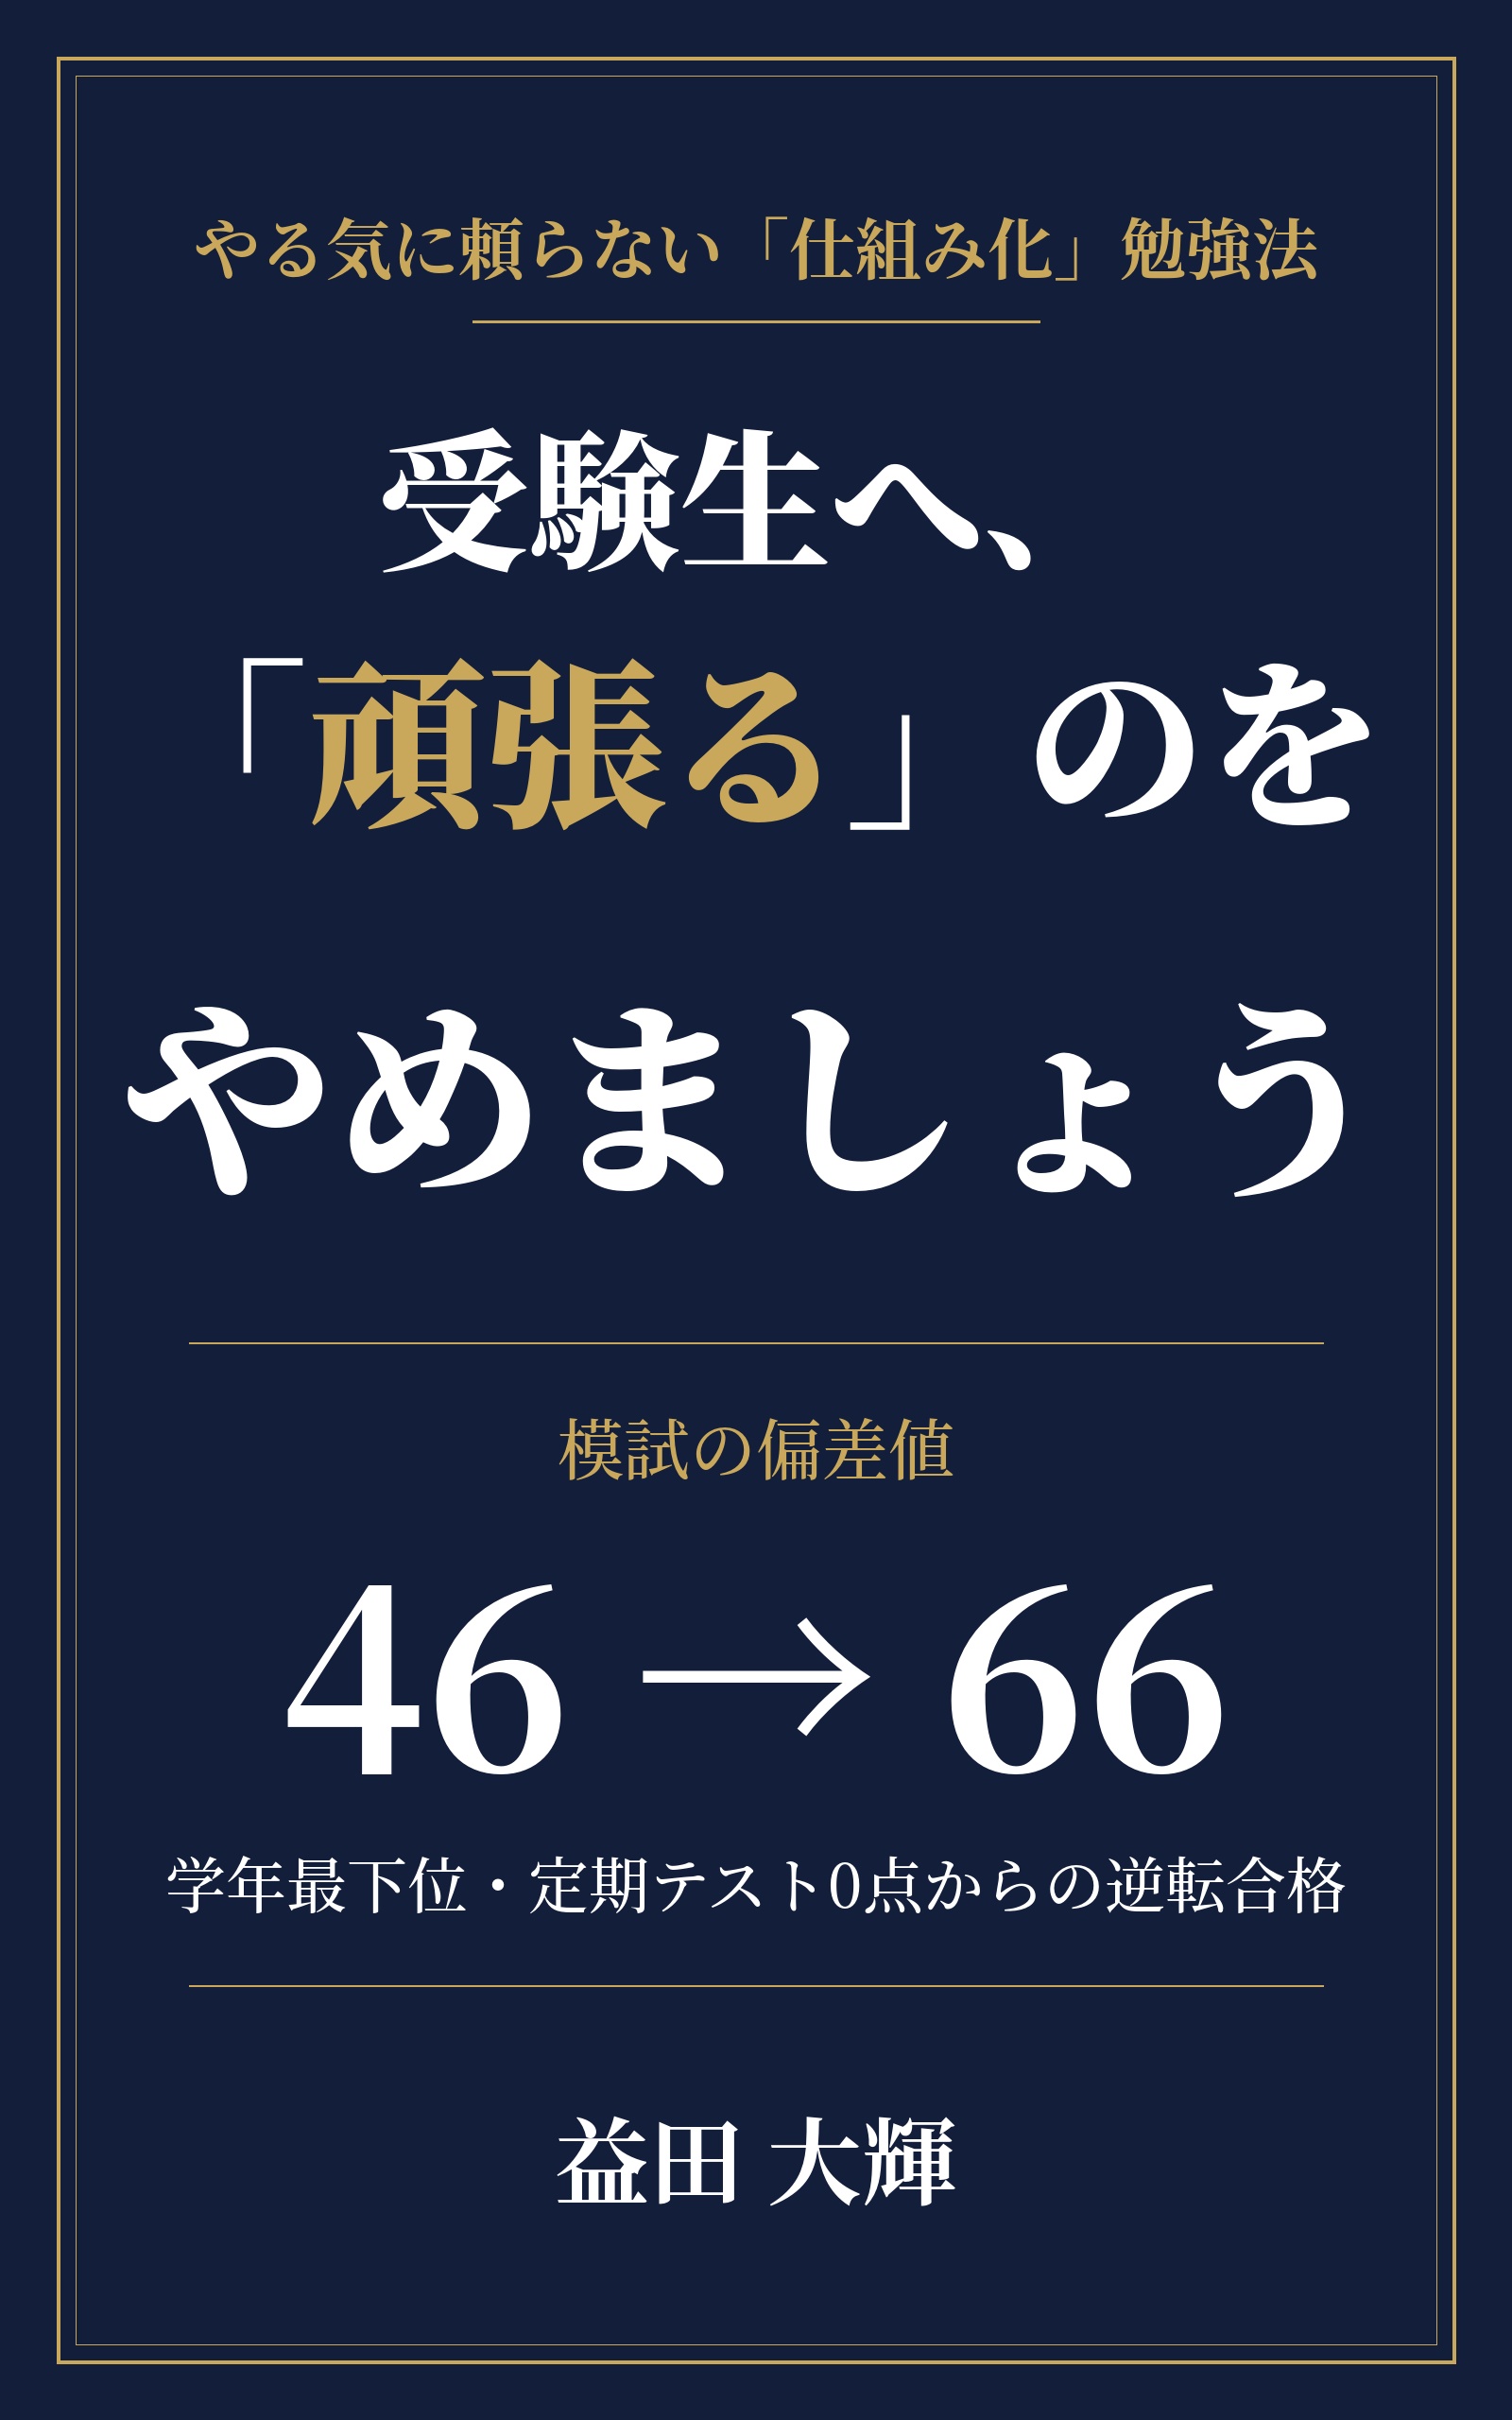 やる気に頼らない「仕組み化」勉強法
受験生へ、
「頑張る」のを
やめましょう
模試の偏差値
46 → 66
学年最下位・定期テスト0点からの逆転合格
益田 大輝